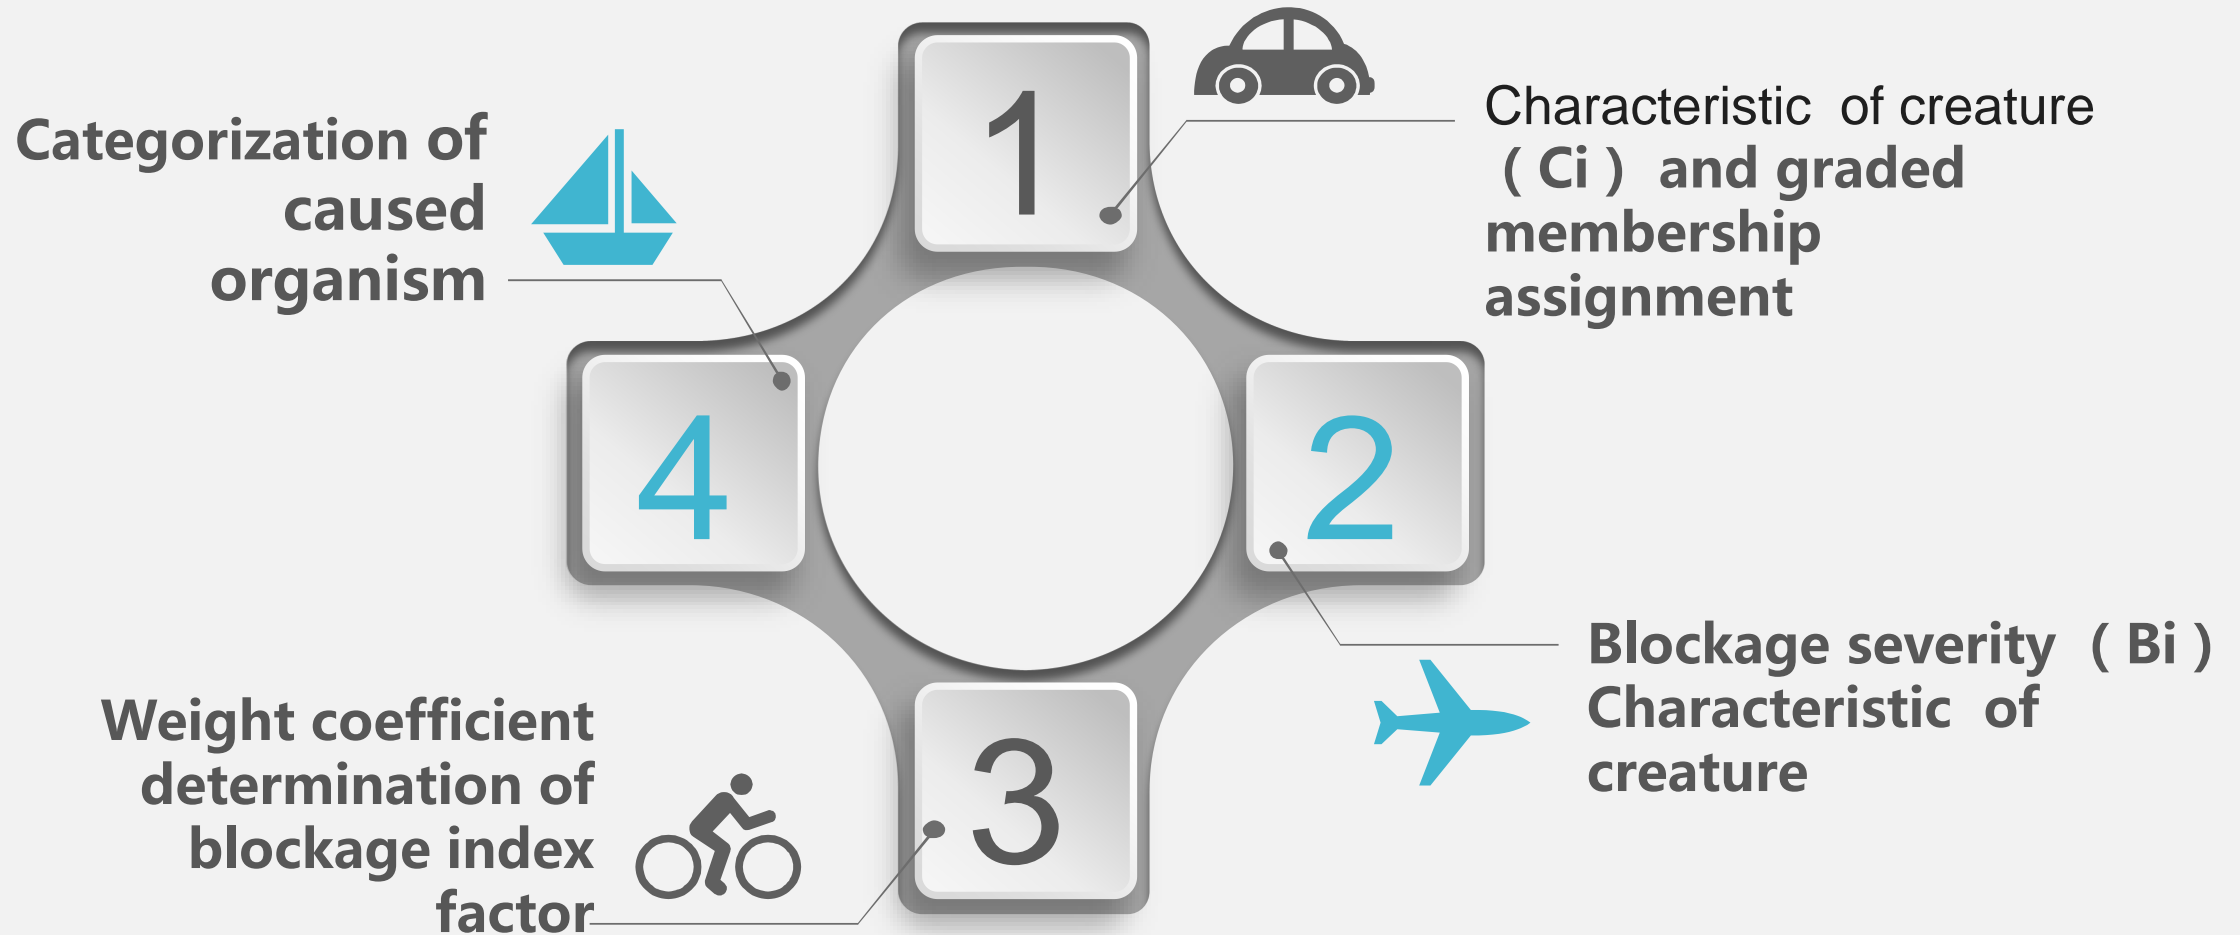 1
Characteristic  of creature
（Ci）and graded
membership
assignment
2
Blockage severity（Bi）
Characteristic  of
creature
3
Weight coefficient
determination of
blockage index
factor
4
Categorization of
caused
organism